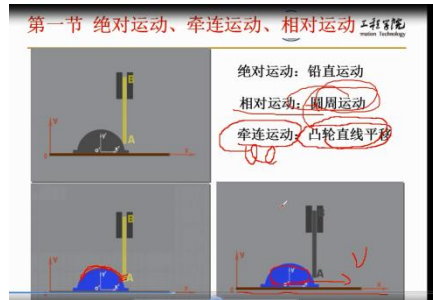 第一节 绝对运动、牵连运动、相对运动 工程学院
mation Technology
绝对运动：铅直运动
相对运动：圆周运动
牵连运动：凸轮直线平移
B
A
A